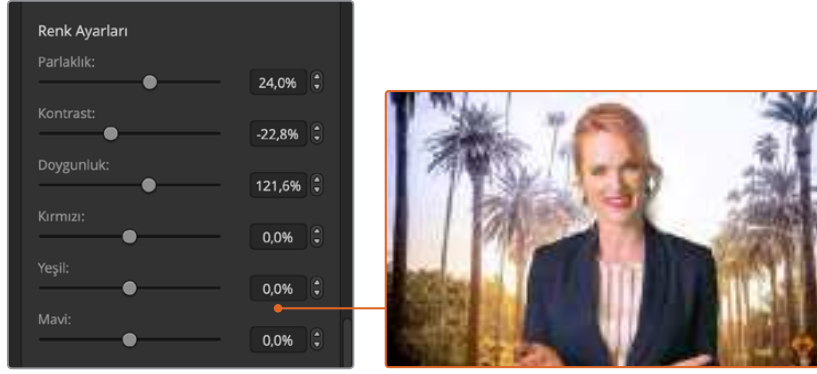 Renk Ayarları
Parlaklık:
24,0%
Kontrast:
-22,8%
Doygunluk:
121,6%
Kırmızı:
0,0%
Yeşil:
0,0%
Mavi:
0,0%